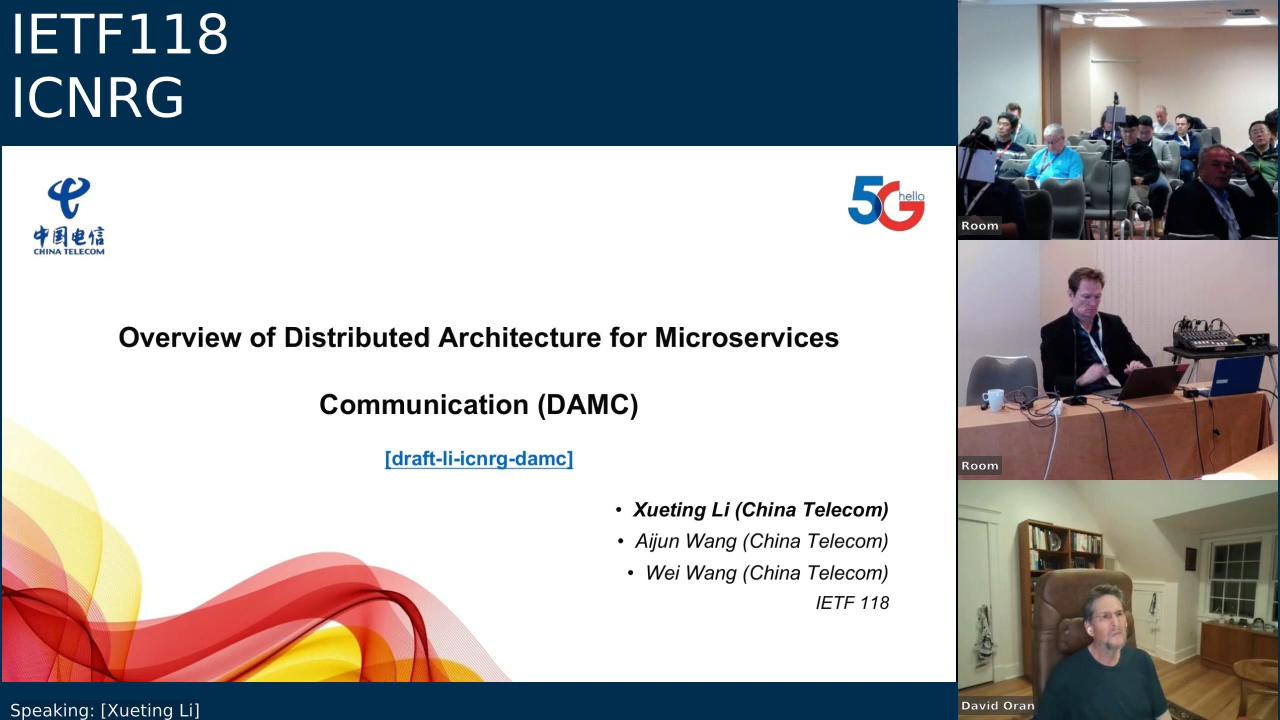 IETF118
ICNRG
中国电信
CHINA TELECOM
5G hello
Overview of Distributed Architecture for Microservices
Communication (DAMC)
[draft-li-icnrg-damc]
• Xueting Li (China Telecom)
• Aijun Wang (China Telecom)
• Wei Wang (China Telecom)
IETF 118
Speaking: [Xueting Li]
Room
Room
David Oran